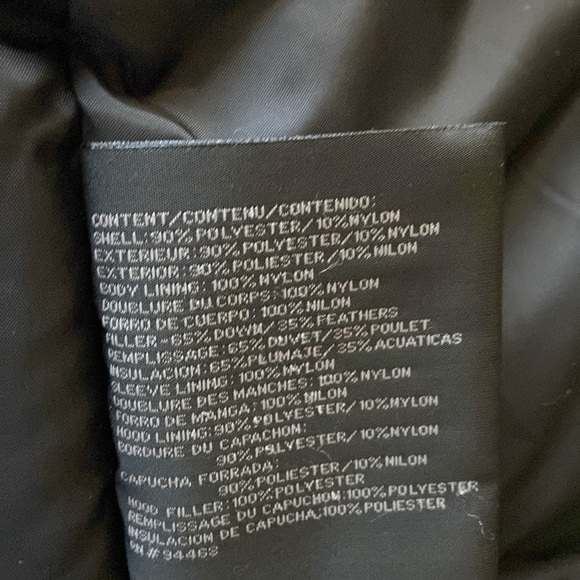 CONTENT/CONTENU/CONTENIDO:
SHELL:90% POLYESTER/10%NYLON
EXTERIEUR:90% POLYESTER/10%NYLON
EXTERIOR:90% POLIESTER/10% NILON
BODY LINING:100%NYLON
DOUBLURE DU CORPS:100%NYLON
FORRO DE CUERPO:100%NILON
FILLER-65%DOWN/35% FEATHERS
REMPLISSAGE:65%DUVET/35% POULET
INSULACION:65%PLUMAJE/35%ACUATICAS
SLEEVE LINING:100%NYLON
DOUBLURE DES MANCHES:100%NYLON
FORRO DE MANGA:100%NILON
HOOD LINING:90%POLYESTER/10%NYLON
BORDURE DU CAPACHON:
90%POLYESTER/10%NYLON
CAPUCHA FORRADA:
90%POLIESTER/10%NILON
HOOD FILLER:100%POLYESTER
REMPLISSAGE DU CAPUCHON:100%POLYESTER
INSULACION DE CAPUCHA:100%POLIESTER
RN#94463